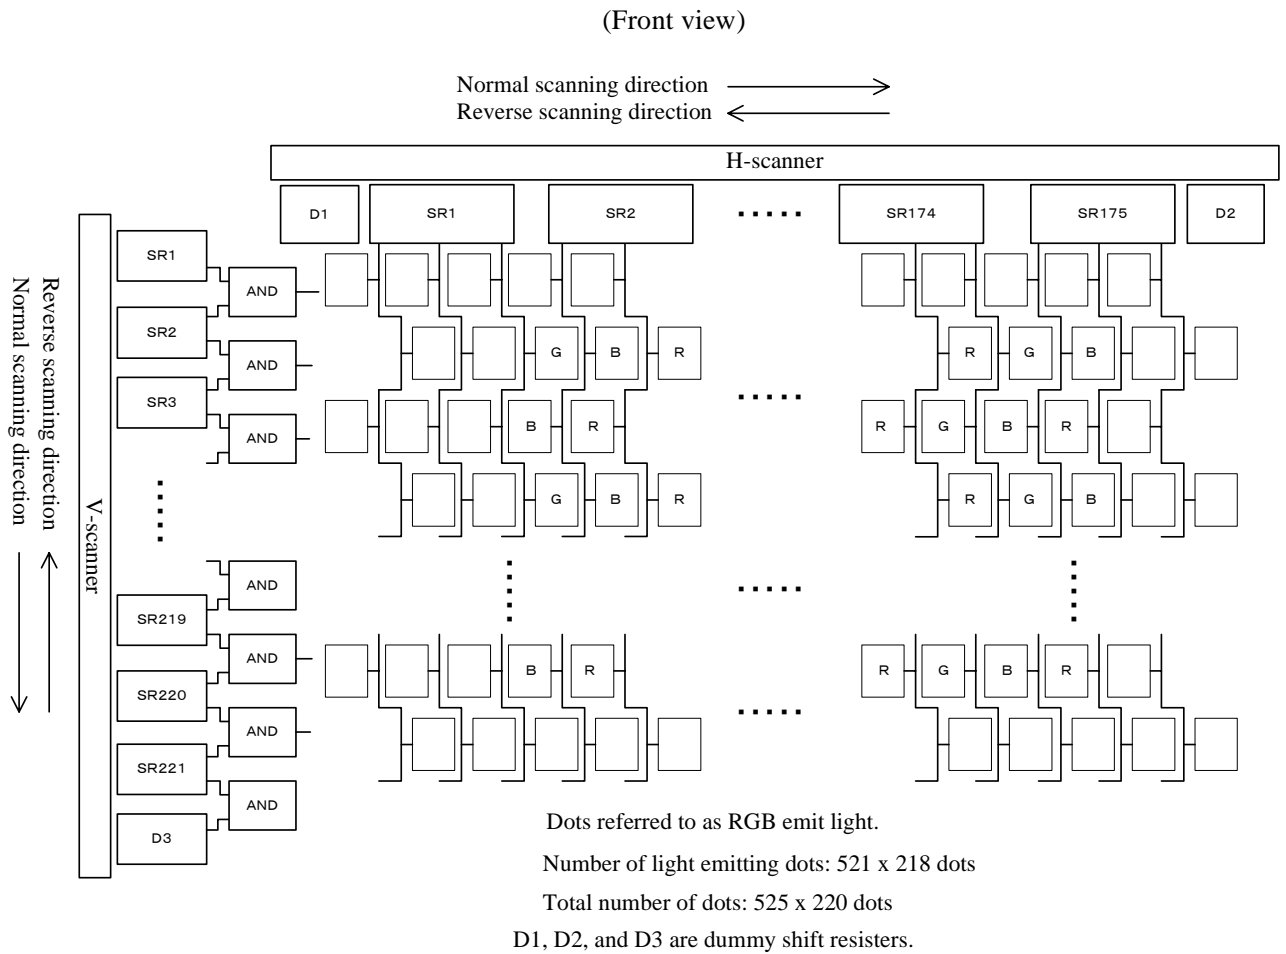 (Front view)
Normal scanning direction
Reverse scanning direction
H-scanner
D1 SR1 SR2 SR174 SR175 D2
SR1
AND
SR2
G B R R G B
AND
SR3
B R R G B R
AND
G B R R G B
Reverse scanning direction
Normal scanning direction
V-scanner
AND
SR219
AND B R R G B R
SR220
AND
SR221
AND
D3
Dots referred to as RGB emit light.
Number of light emitting dots: 521 x 218 dots
Total number of dots: 525 x 220 dots
D1, D2, and D3 are dummy shift resisters.